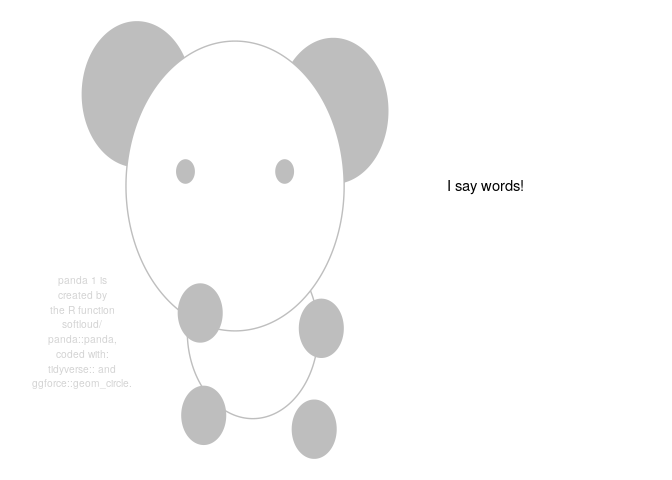 I say words!
panda 1 is
created by
the R function
softloud/
panda::panda,
coded with:
tidyverse:: and
ggforce::geom_circle.